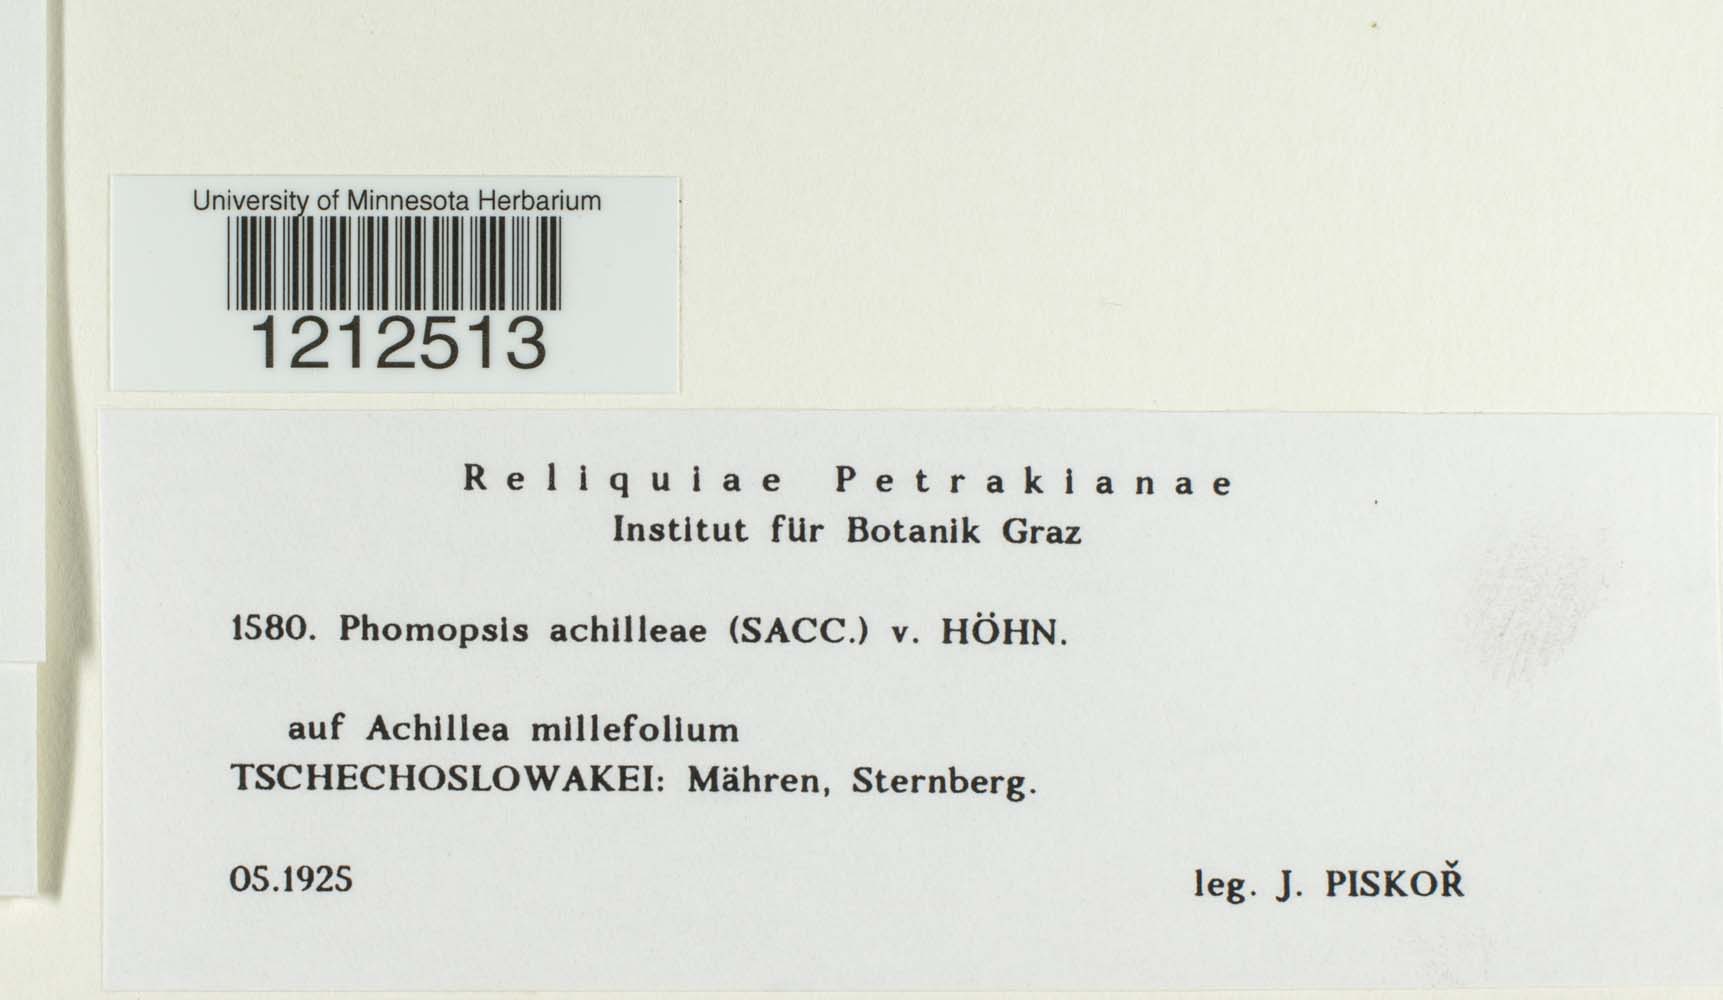 University of Minnesota Herbarium
1212513
Reliquiae Petrakianae
Institut für Botanik Graz
1580. Phomopsis achilleae (SACC.) v. HÖHN.
auf Achillea millefolium
TSCHECHOSLOWAKEI: Mähren, Sternberg.
05.1925 leg. J. PISKOŘ